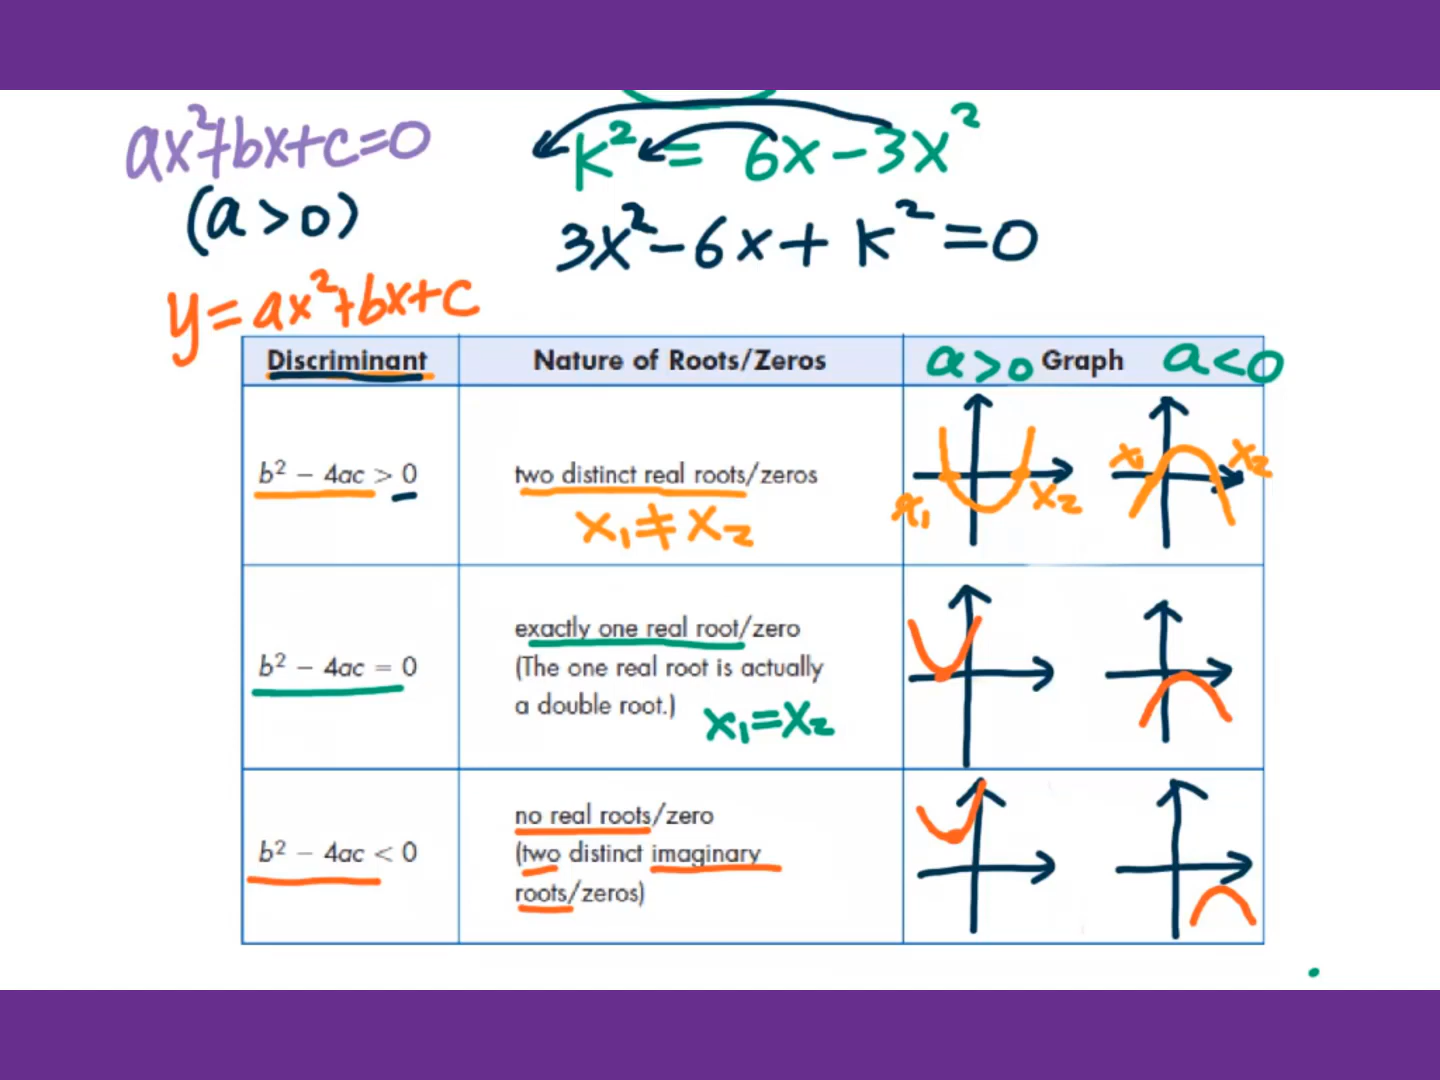 ax²+bx+c=0
(a>0)
y=ax²+bx+c
k² = 6x-3x²
3x²-6x+k²=0
Discriminant
Nature of Roots/Zeros
a>0 Graph a<0
b² − 4ac > 0
two distinct real roots/zeros
x₁≠x₂
x₁ x₂
x₁ x₂
b² − 4ac = 0
exactly one real root/zero
(The one real root is actually
a double root.)
x₁=x₂
b² − 4ac < 0
no real roots/zero
(two distinct imaginary
roots/zeros)